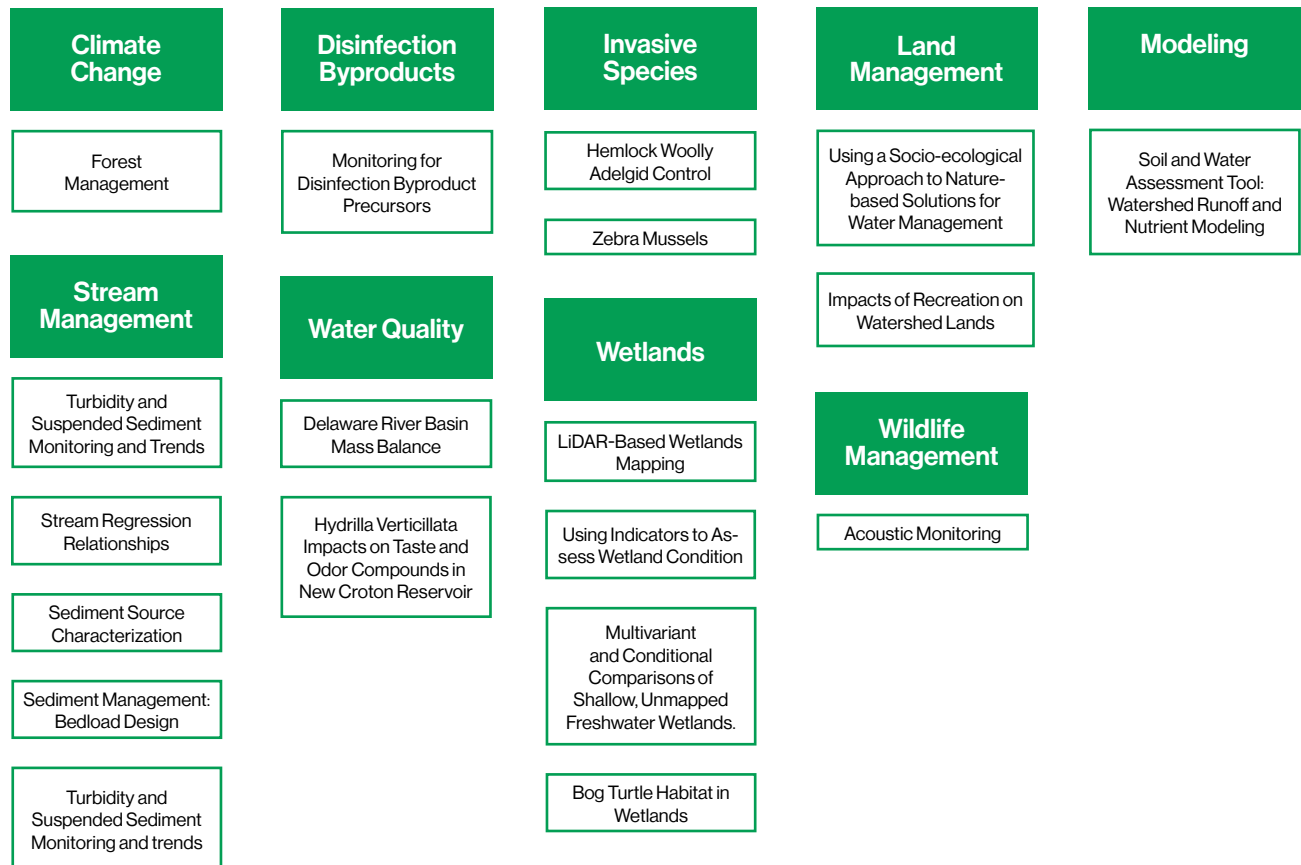 Climate
Change
Forest
Management
Stream
Management
Turbidity and
Suspended Sediment
Monitoring and Trends
Stream Regression
Relationships
Sediment Source
Characterization
Sediment Management:
Bedload Design
Turbidity and
Suspended Sediment
Monitoring and trends
Disinfection
Byproducts
Monitoring for
Disinfection Byproduct
Precursors
Water Quality
Delaware River Basin
Mass Balance
Hydrilla Verticillata
Impacts on Taste and
Odor Compounds in
New Croton Reservoir
Invasive
Species
Hemlock Woolly
Adelgid Control
Zebra Mussels
Wetlands
LiDAR-Based Wetlands
Mapping
Using Indicators to As-
sess Wetland Condition
Multivariant
and Conditional
Comparisons of
Shallow, Unmapped
Freshwater Wetlands.
Bog Turtle Habitat in
Wetlands
Land
Management
Using a Socio-ecological
Approach to Nature-
based Solutions for
Water Management
Impacts of Recreation on
Watershed Lands
Wildlife
Management
Acoustic Monitoring
Modeling
Soil and Water
Assessment Tool:
Watershed Runoff and
Nutrient Modeling